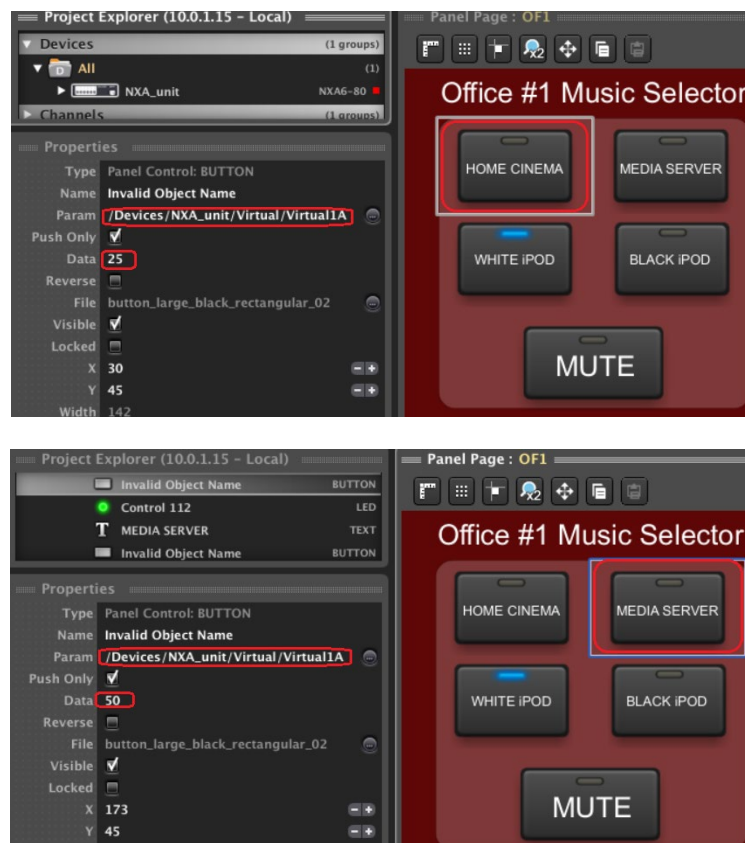 Project Explorer (10.0.1.15 - Local)
Devices (1 groups)
D All (1)
NXA_unit NXA6-80
Channels (1 groups)
Properties
Type Panel Control: BUTTON
Name Invalid Object Name
Param /Devices/NXA_unit/Virtual/Virtual1A
Push Only
Data 25
Reverse
File button_large_black_rectangular_02
Visible
Locked
X 30
Y 45
Width 142
Panel Page : OF1
x2
Office #1 Music Selector
HOME CINEMA MEDIA SERVER
WHITE iPOD BLACK iPOD
MUTE
Project Explorer (10.0.1.15 - Local)
Invalid Object Name BUTTON
Control 112 LED
T MEDIA SERVER TEXT
Invalid Object Name BUTTON
Properties
Type Panel Control: BUTTON
Name Invalid Object Name
Param /Devices/NXA_unit/Virtual/Virtual1A
Push Only
Data 50
Reverse
File button_large_black_rectangular_02
Visible
Locked
X 173
Y 45
Panel Page : OF1
x2
Office #1 Music Selector
HOME CINEMA MEDIA SERVER
WHITE iPOD BLACK iPOD
MUTE